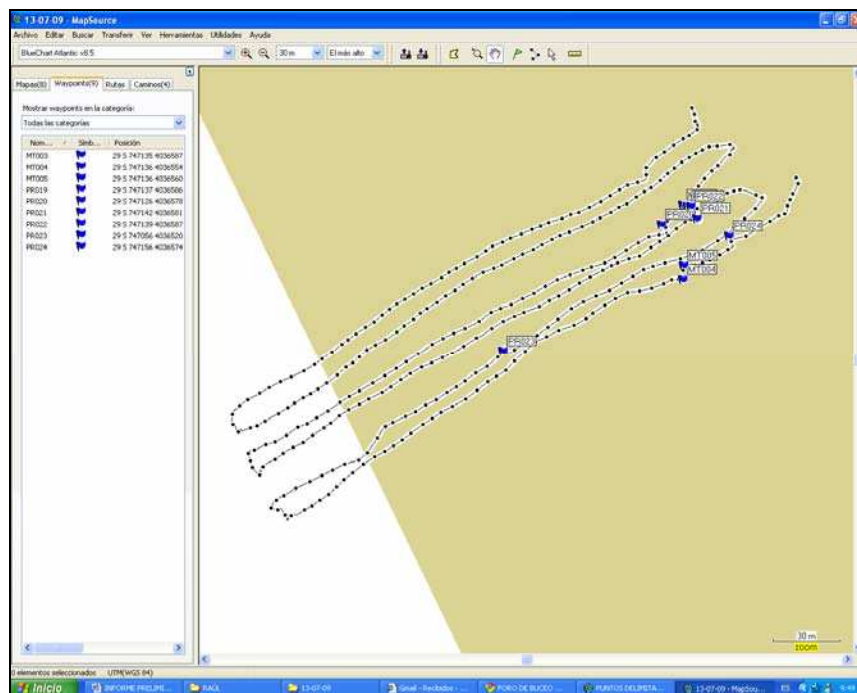 13-07-09 - MapSource
Archivo Editar Buscar Transferir Ver Herramientas Utilidades Ayuda
BlueChart Atlantic v8.5 30 m El más alto
Mapas(8) Waypoints(9) Rutas Caminos(4)
Mostrar waypoints en la categoría:
Todas las categorías
Nom... Símb... Posición
MT003 29 S 747135 4036587
MT004 29 S 747136 4036554
MT005 29 S 747136 4036560
PR019 29 S 747137 4036586
PR020 29 S 747126 4036578
PR021 29 S 747142 4036581
PR022 29 S 747139 4036587
PR023 29 S 747056 4036520
PR024 29 S 747156 4036574
PR022
PR021
PR024
MT005
MT004
PR023
30 m
zoom
0 elementos seleccionados UTM(WGS 84)
Inicio INFORME PRELIMI... RAÚL 13-07-09 Gmail - Recibidos - ... FORO DE BUCEO ... PUNTOS DELIMITA... 13-07-09 - MapSou... ES